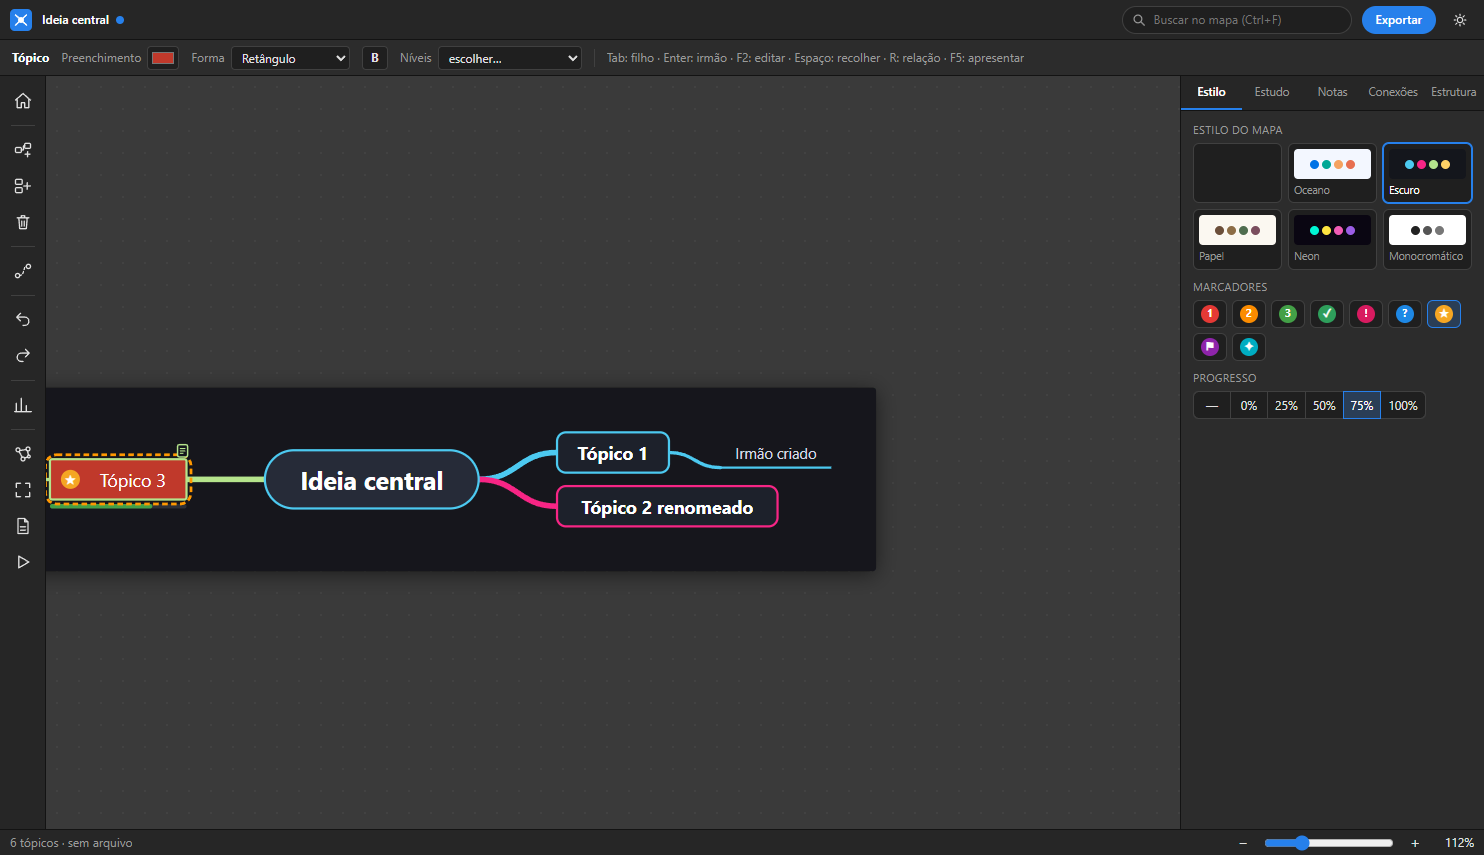 Ideia central
Buscar no mapa (Ctrl+F)
Exportar
Tópico
Preenchimento
Forma
Retângulo
B
Níveis
escolher...
Tab: filho · Enter: irmão · F2: editar · Espaço: recolher · R: relação · F5: apresentar
Estilo
Estudo
Notas
Conexões
Estrutura
ESTILO DO MAPA
Oceano
Escuro
Papel
Neon
Monocromático
MARCADORES
1
2
3
!
?
PROGRESSO
—
0%
25%
50%
75%
100%
Tópico 3
Ideia central
Tópico 1
Irmão criado
Tópico 2 renomeado
6 tópicos · sem arquivo
−
+
112%